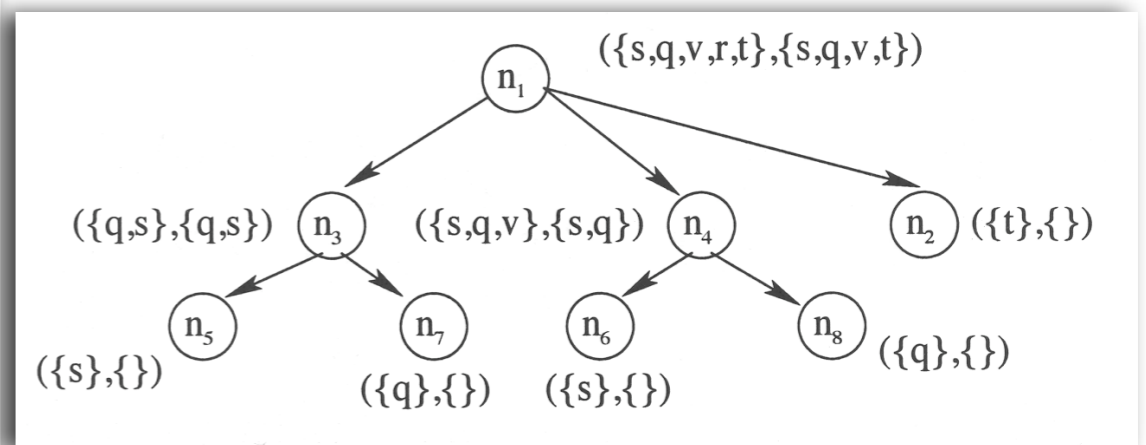 ({s,q,v,r,t},{s,q,v,t})
n₁
({q,s},{q,s}) n₃ ({s,q,v},{s,q}) n₄ n₂ ({t},{})
n₅ n₇ n₆ n₈
({s},{}) ({q},{}) ({s},{}) ({q},{})